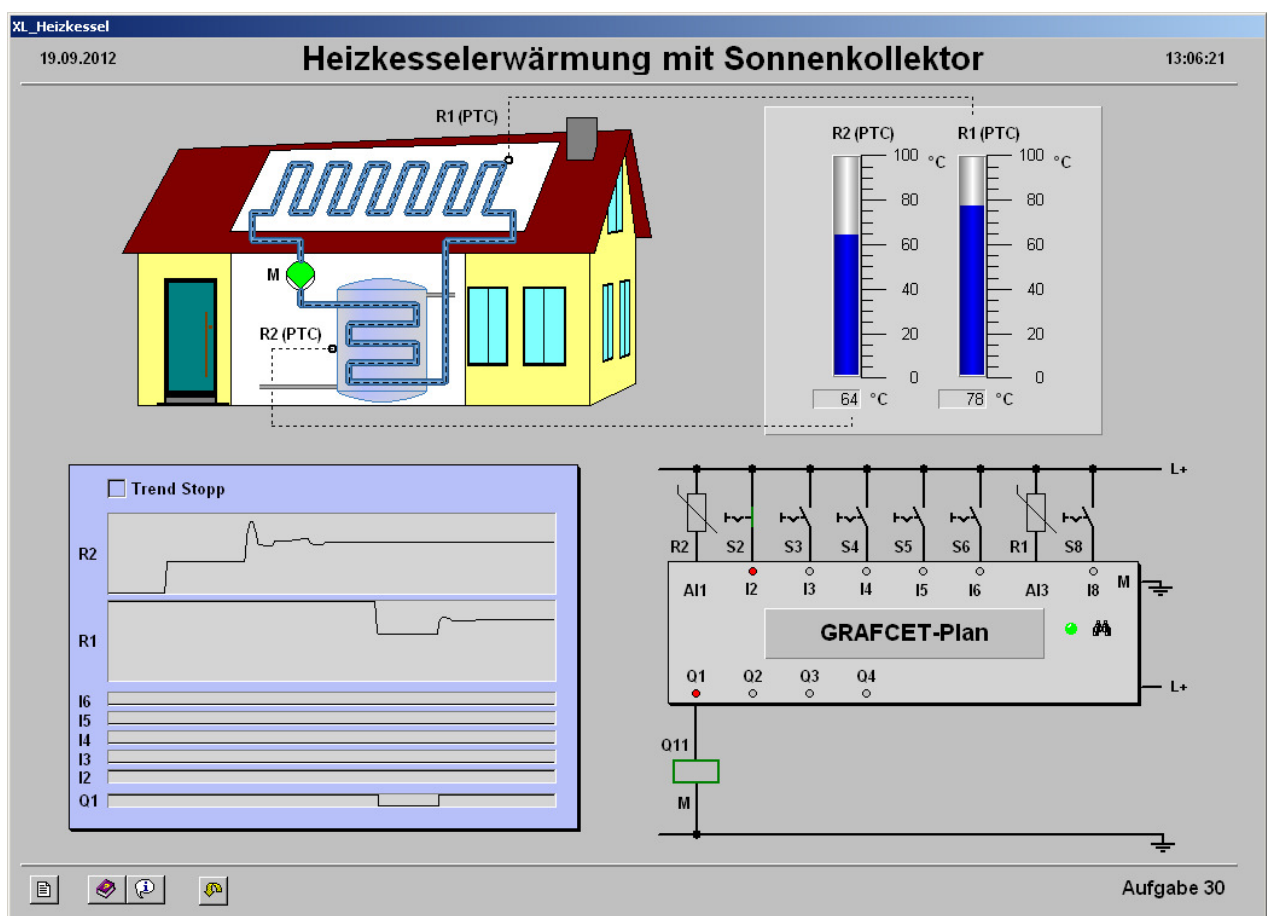 XL_Heizkessel
19.09.2012
Heizkesselerwärmung mit Sonnenkollektor
13:06:21
R1 (PTC)
M
R2 (PTC)
R2 (PTC)
R1 (PTC)
100 °C
80
60
40
20
0
64 °C
100 °C
80
60
40
20
0
78 °C
Trend Stopp
R2
R1
I6
I5
I4
I3
I2
Q1
L+
R2 S2 S3 S4 S5 S6 R1 S8
AI1 I2 I3 I4 I5 I6 AI3 I8 M
GRAFCET-Plan
Q1 Q2 Q3 Q4
L+
Q11
M
Aufgabe 30